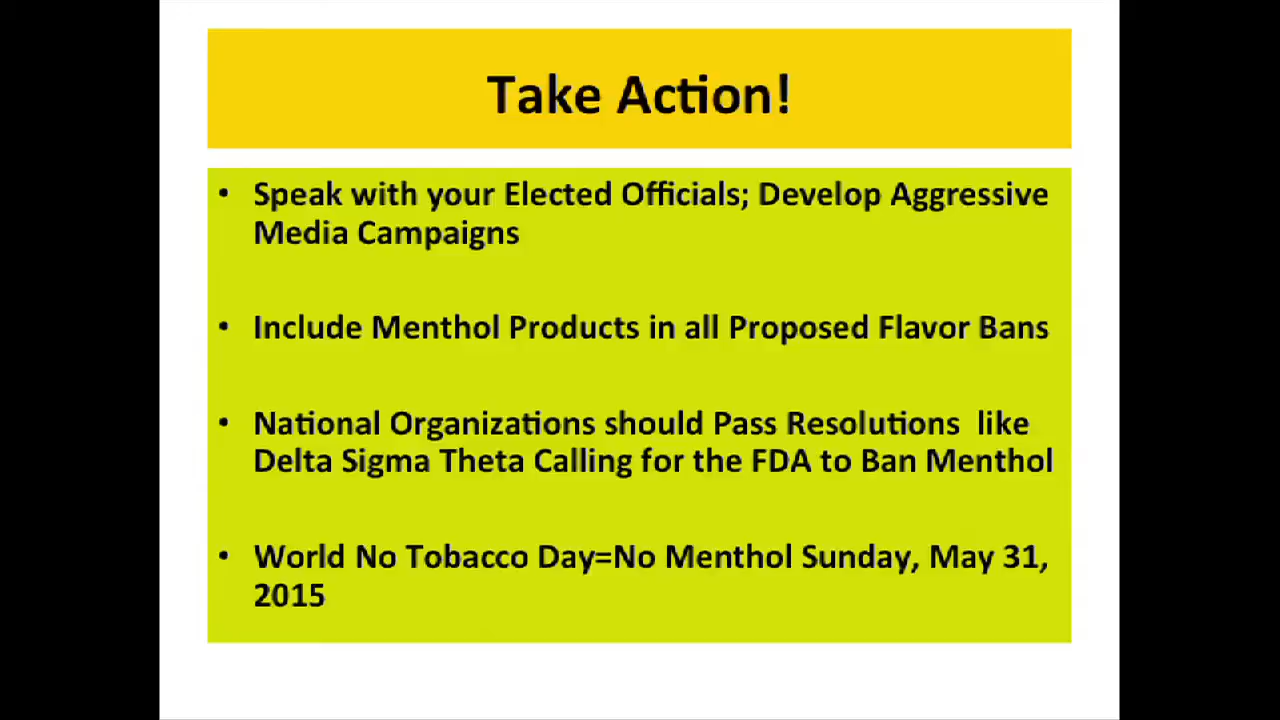 Take Action!
• Speak with your Elected Officials; Develop Aggressive
Media Campaigns
• Include Menthol Products in all Proposed Flavor Bans
• National Organizations should Pass Resolutions  like
Delta Sigma Theta Calling for the FDA to Ban Menthol
• World No Tobacco Day=No Menthol Sunday, May 31,
2015